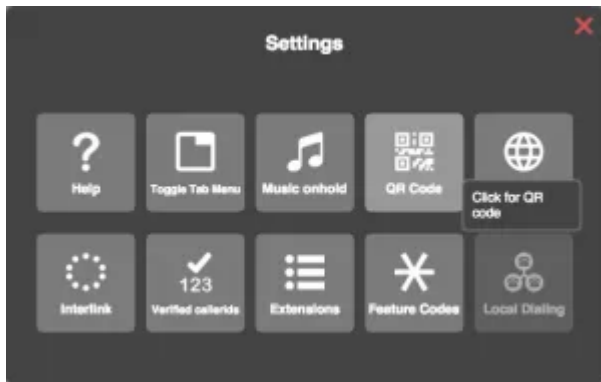 Settings
Help
Toggle Tab Menu
Music onhold
QR Code
Click for QR
code
Interlink
123
Verified callerids
Extensions
Feature Codes
Local Dialing